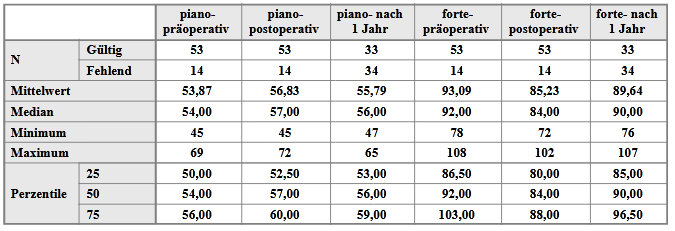 piano- präoperativ piano- postoperativ piano- nach 1 Jahr forte- präoperativ forte- postoperativ forte- nach 1 Jahr
N Gültig 53 53 33 53 53 33
Fehlend 14 14 34 14 14 34
Mittelwert 53,87 56,83 55,79 93,09 85,23 89,64
Median 54,00 57,00 56,00 92,00 84,00 90,00
Minimum 45 45 47 78 72 76
Maximum 69 72 65 108 102 107
Perzentile 25 50,00 52,50 53,00 86,50 80,00 85,00
50 54,00 57,00 56,00 92,00 84,00 90,00
75 56,00 60,00 59,00 103,00 88,00 96,50